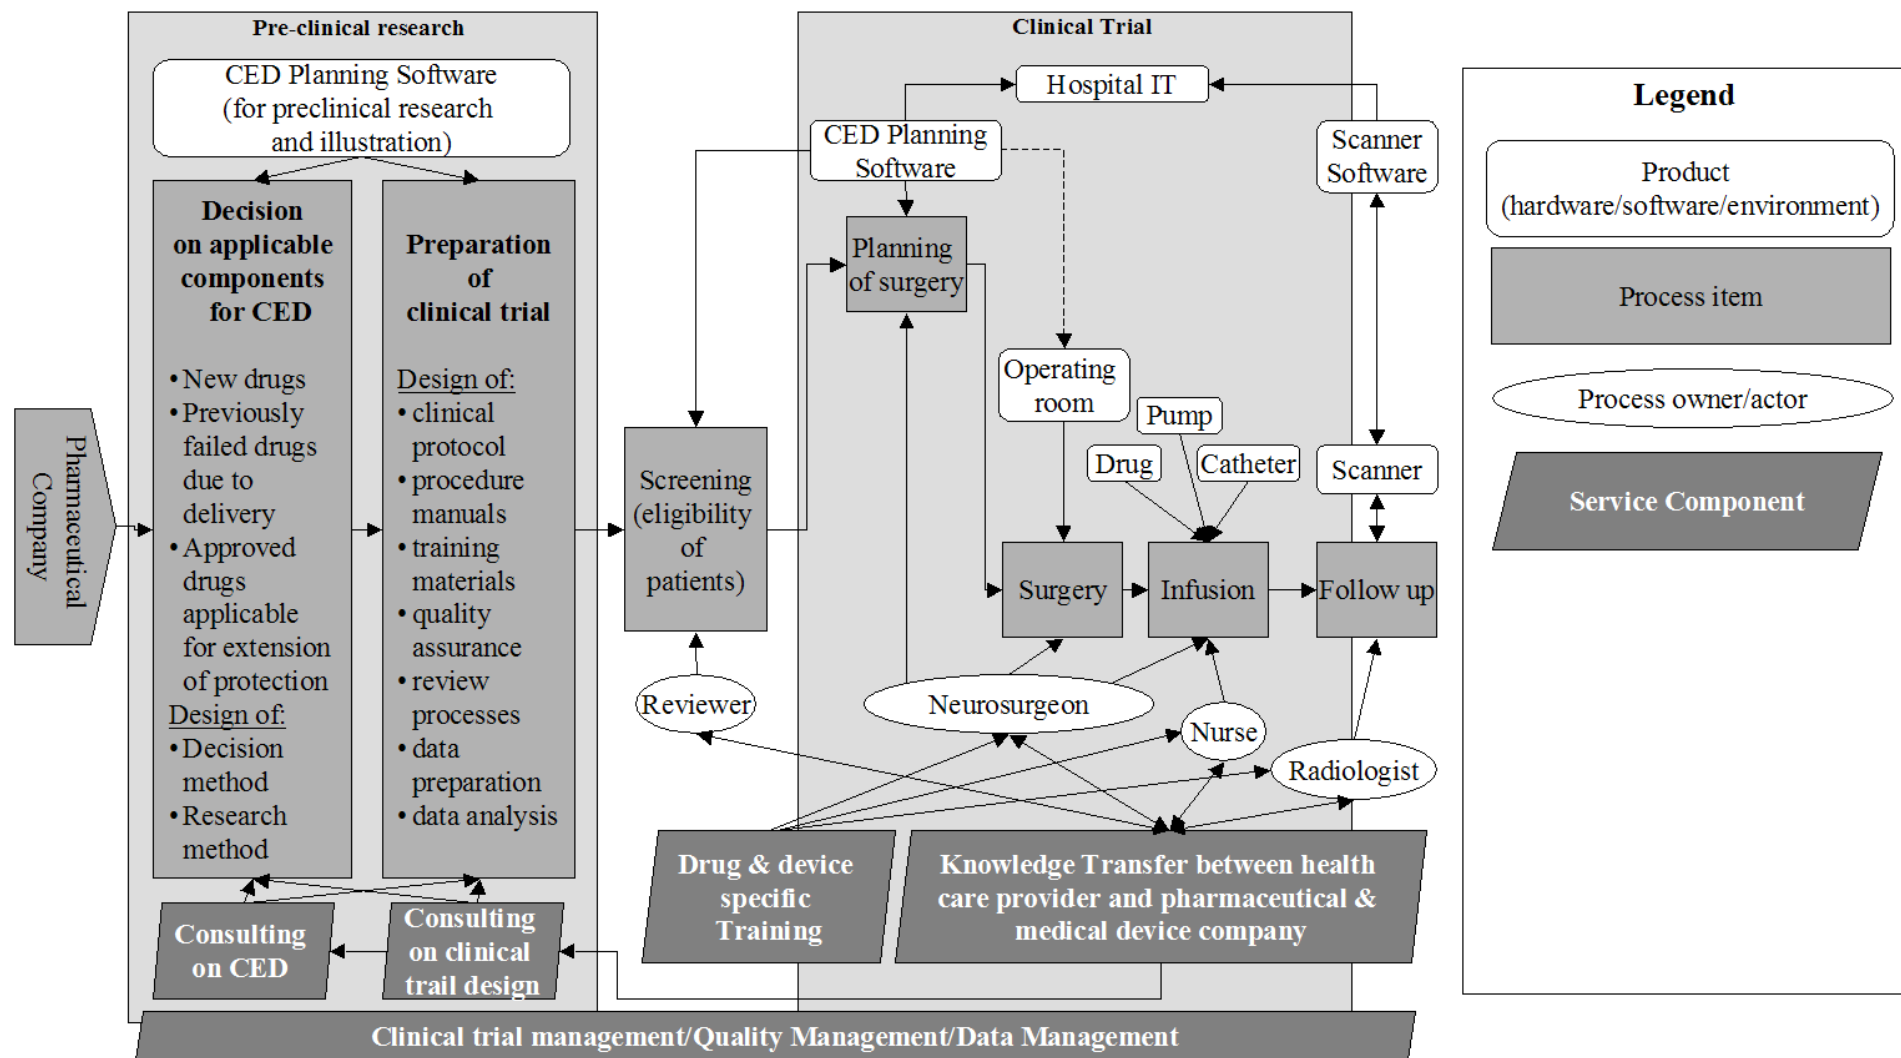 Pre-clinical research
CED Planning Software
(for preclinical research
and illustration)
Decision
on applicable
components
for CED
• New drugs
• Previously
failed drugs
due to
delivery
• Approved
drugs
applicable
for extension
of protection
Design of:
• Decision
method
• Research
method
Preparation
of
clinical trial
Design of:
• clinical
protocol
• procedure
manuals
• training
materials
• quality
assurance
• review
processes
• data
preparation
• data analysis
Pharmaceutical
Company
Consulting
on CED
Consulting
on clinical
trail design
Clinical Trial
Hospital IT
CED Planning
Software
Scanner
Software
Planning
of surgery
Operating
room
Pump
Drug
Catheter
Scanner
Screening
(eligibility
of
patients)
Surgery
Infusion
Follow up
Reviewer
Neurosurgeon
Nurse
Radiologist
Drug & device
specific
Training
Knowledge Transfer between health
care provider and pharmaceutical &
medical device company
Clinical trial management/Quality Management/Data Management
Legend
Product
(hardware/software/environment)
Process item
Process owner/actor
Service Component